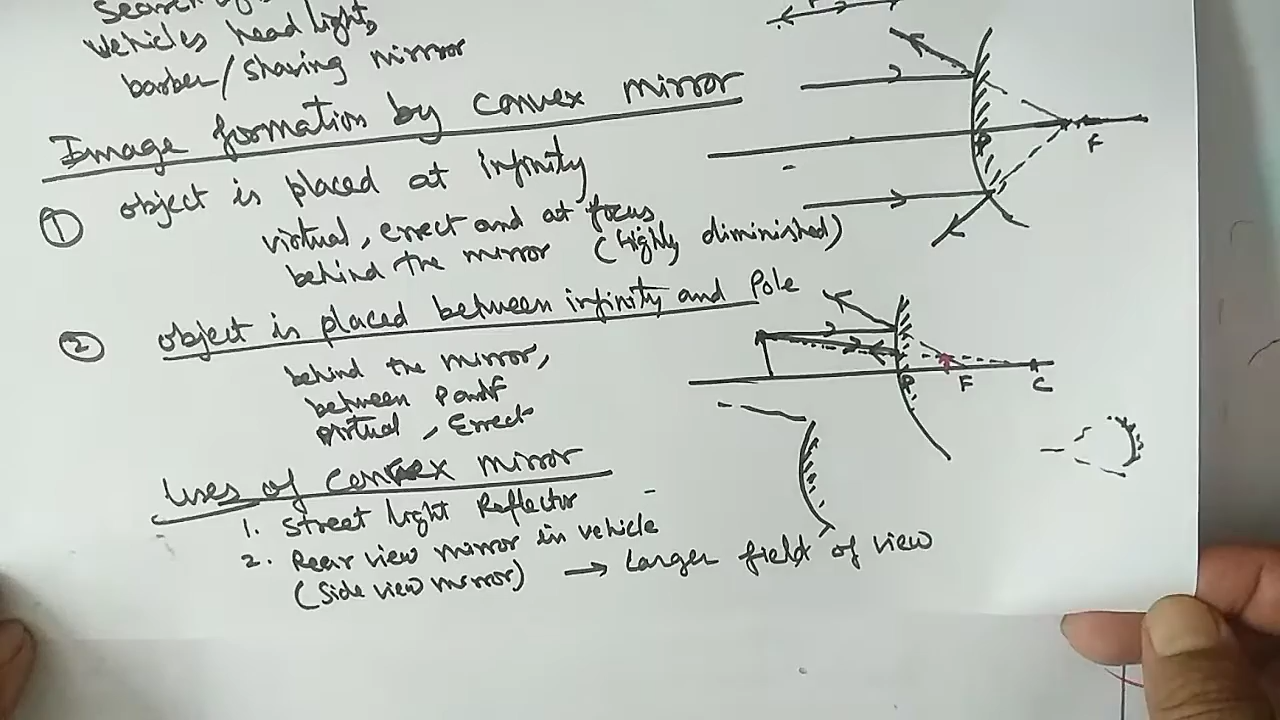 Search
Vehicles head lights
barber/shaving mirror
Image formation by convex mirror
① object is placed at infinity
virtual, errect and at focus
behind the mirror (highly diminished)
② object is placed between infinity and Pole
behind the mirror,
between P and F
virtual, Errect
Uses of convex mirror
1. Street light Reflector
2. Rear view mirror in vehicle
(side view mirror) → Larger field of view
P F
P F C